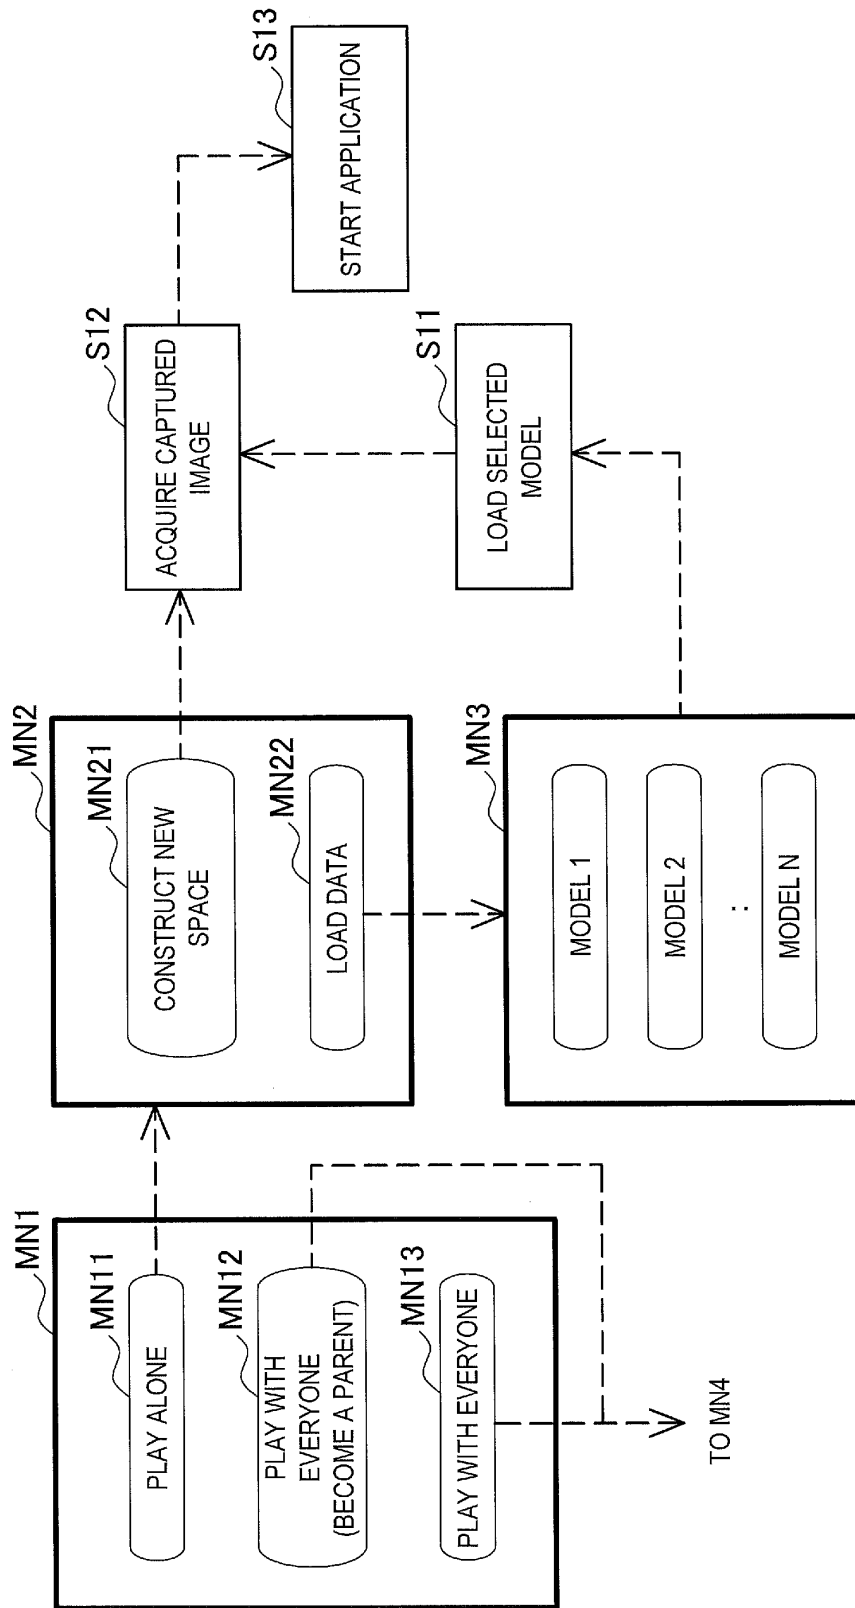 MN1
MN11
PLAY ALONE
MN12
PLAY WITH
EVERYONE
(BECOME A PARENT)
MN13
PLAY WITH EVERYONE
TO MN4
MN2
MN21
CONSTRUCT NEW
SPACE
MN22
LOAD DATA
MN3
MODEL 1
MODEL 2
:
MODEL N
S12
ACQUIRE CAPTURED
IMAGE
S11
LOAD SELECTED
MODEL
S13
START APPLICATION